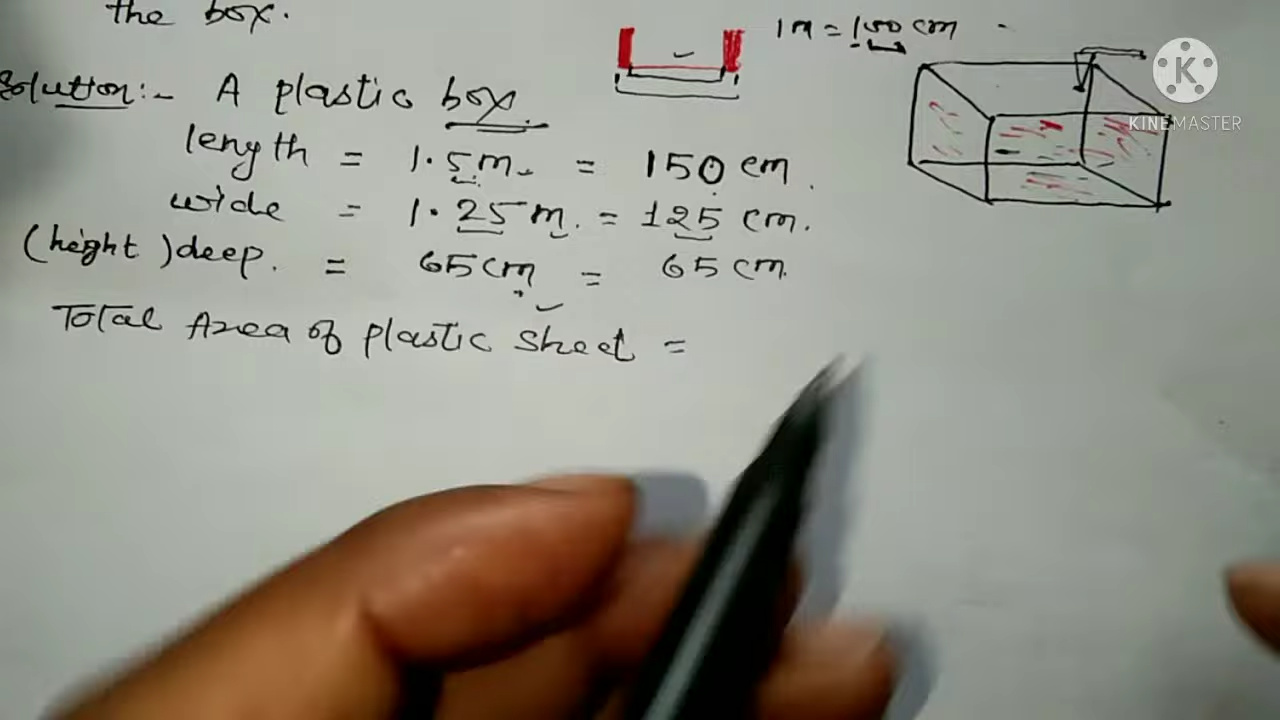 the box.
1m = 100 cm
Solution:- A plastic box.
length = 1.5m. = 150 cm.
wide = 1.25 m. = 125 cm.
(height) deep. = 65cm = 65 cm.
Total Area of plastic sheet =
K
KINEMASTER